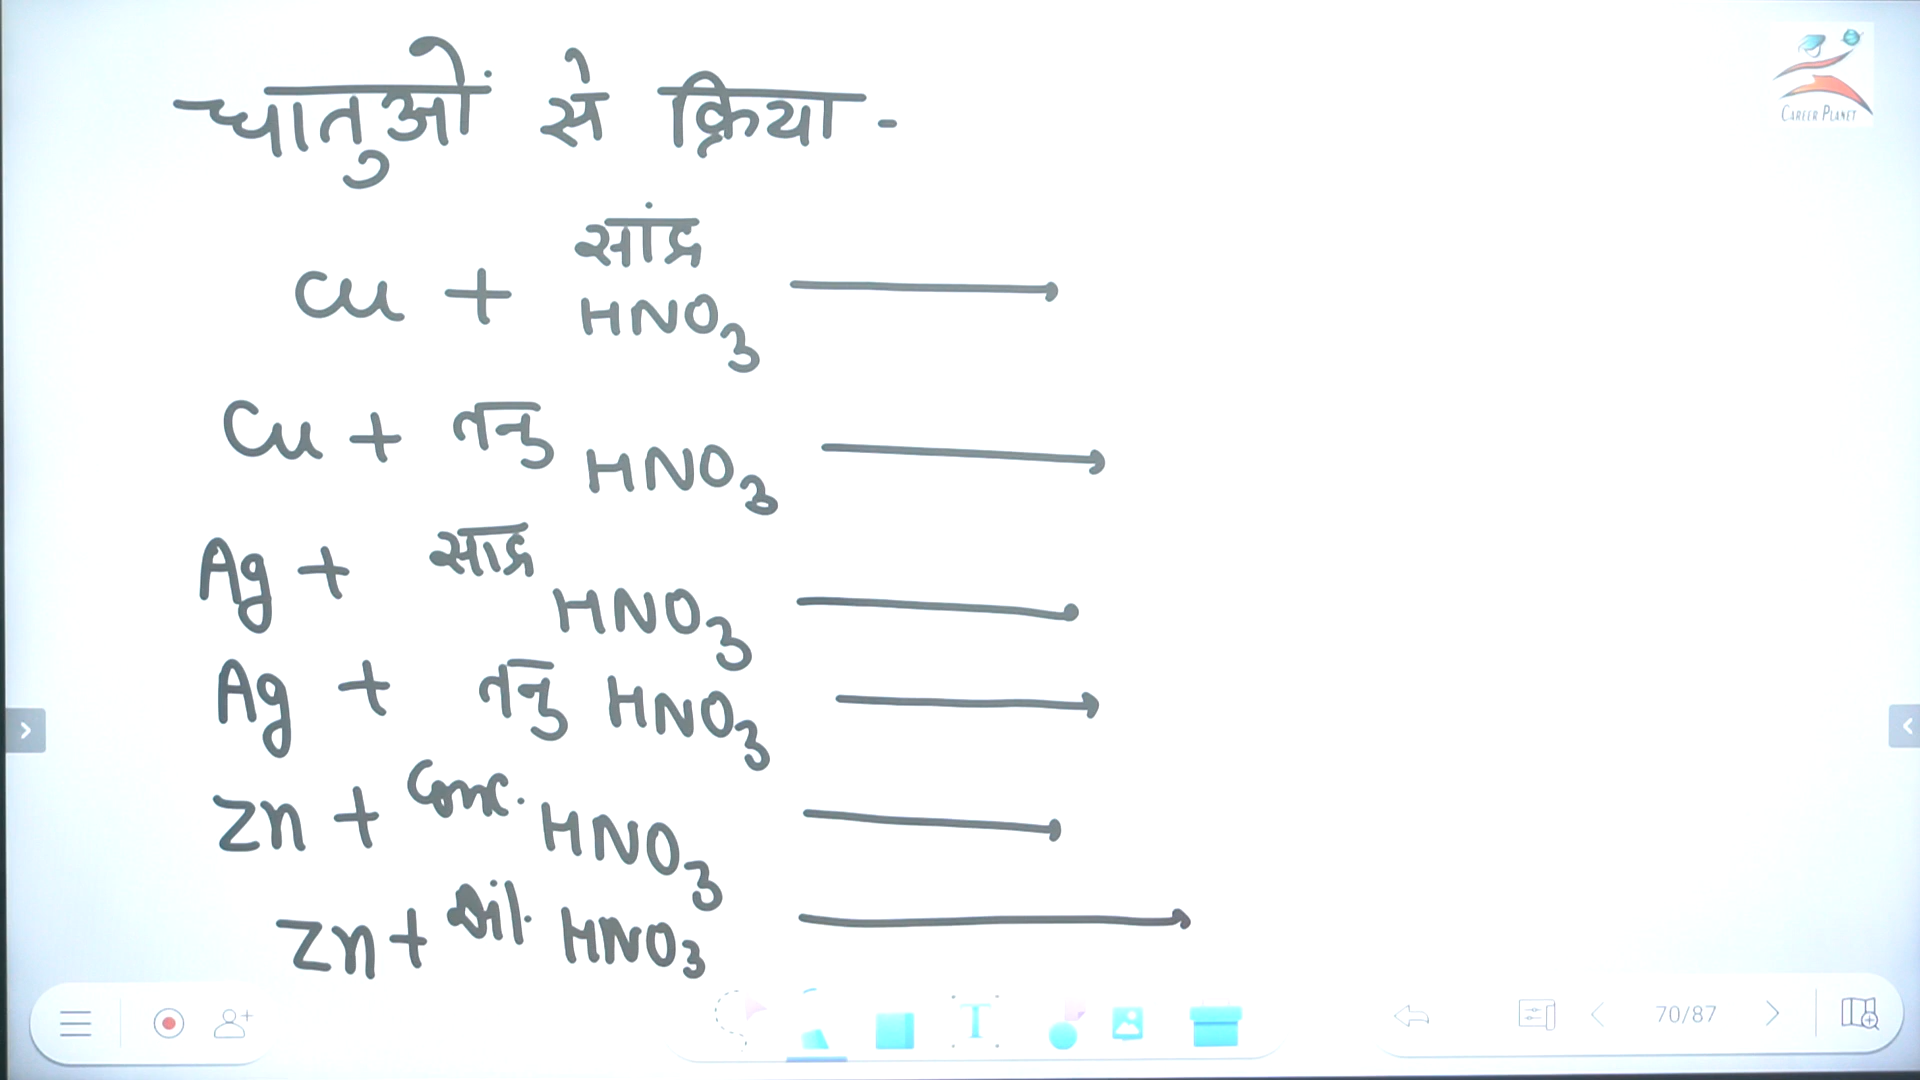 धातुओं से क्रिया -
CAREER PLANET
Cu + सांद्र HNO3 ⟶
Cu + तनु HNO3 ⟶
Ag + साद्र HNO3 ⟶
Ag + तनु HNO3 ⟶
Zn + Conc. HNO3 ⟶
Zn + dil. HNO3 ⟶
70/87